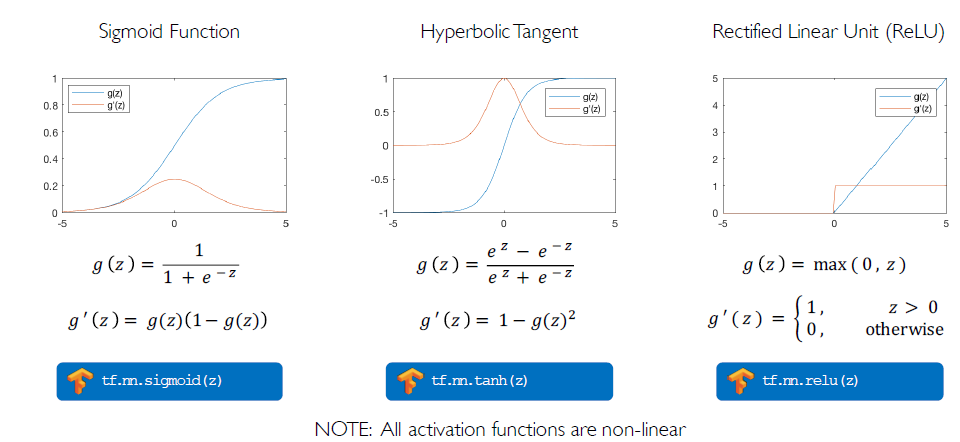 Sigmoid Function
Hyperbolic Tangent
Rectified Linear Unit (ReLU)
1
0.8
0.6
0.4
0.2
0
-5
0
5
g(z)
g'(z)
1
0.5
0
-0.5
-1
-5
0
5
g(z)
g'(z)
5
4
3
2
1
0
-5
0
5
g(z)
g'(z)
g(z) = 1 / (1 + e^-z)
g(z) = (e^z − e^-z) / (e^z + e^-z)
g(z) = max(0, z)
g'(z) = g(z)(1 − g(z))
g'(z) = 1 − g(z)^2
g'(z) = { 1, z > 0
0, otherwise
tf.nn.sigmoid(z)
tf.nn.tanh(z)
tf.nn.relu(z)
NOTE: All activation functions are non-linear